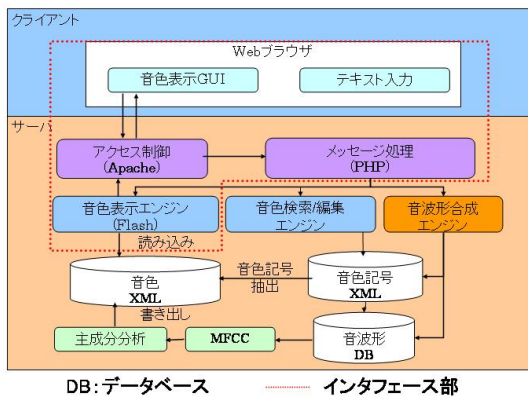 クライアント
Webブラウザ
音色表示GUI
テキスト入力
サーバ
アクセス制御
(Apache)
メッセージ処理
(PHP)
音色表示エンジン
(Flash)
音色検索/編集
エンジン
音波形合成
エンジン
読み込み
音色
XML
音色記号
抽出
音色記号
XML
書き出し
主成分分析
MFCC
音波形
DB
DB:データベース
インタフェース部